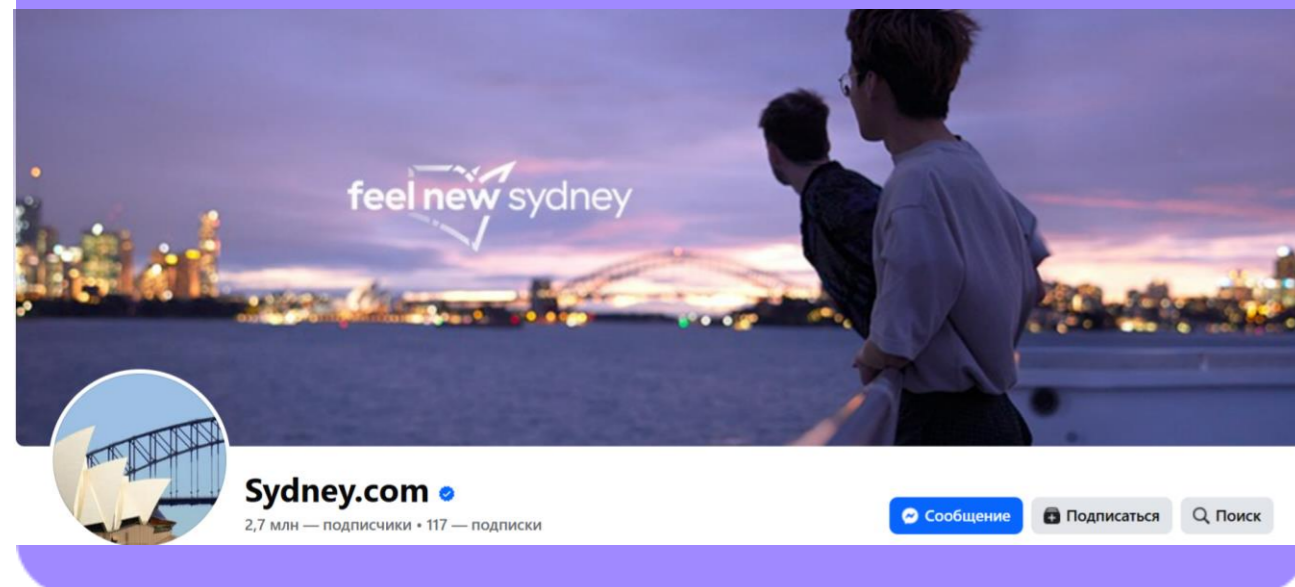 feel new sydney
Sydney.com
2,7 млн — подписчики • 117 — подписки
Сообщение
Подписаться
Поиск